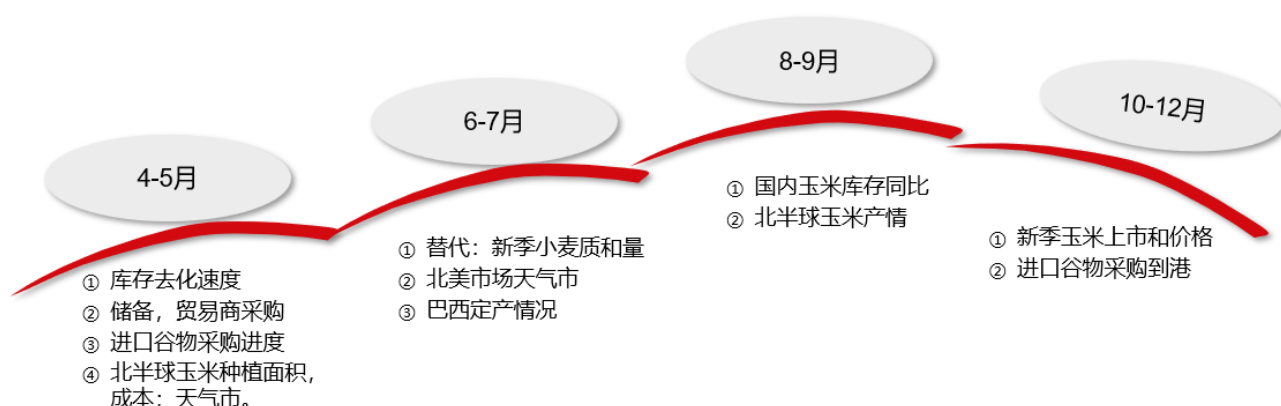 4-5月
① 库存去化速度
② 储备，贸易商采购
③ 进口谷物采购进度
④ 北半球玉米种植面积，
成本；天气市。
6-7月
① 替代：新季小麦质和量
② 北美市场天气市
③ 巴西定产情况
8-9月
① 国内玉米库存同比
② 北半球玉米产情
10-12月
① 新季玉米上市和价格
② 进口谷物采购到港